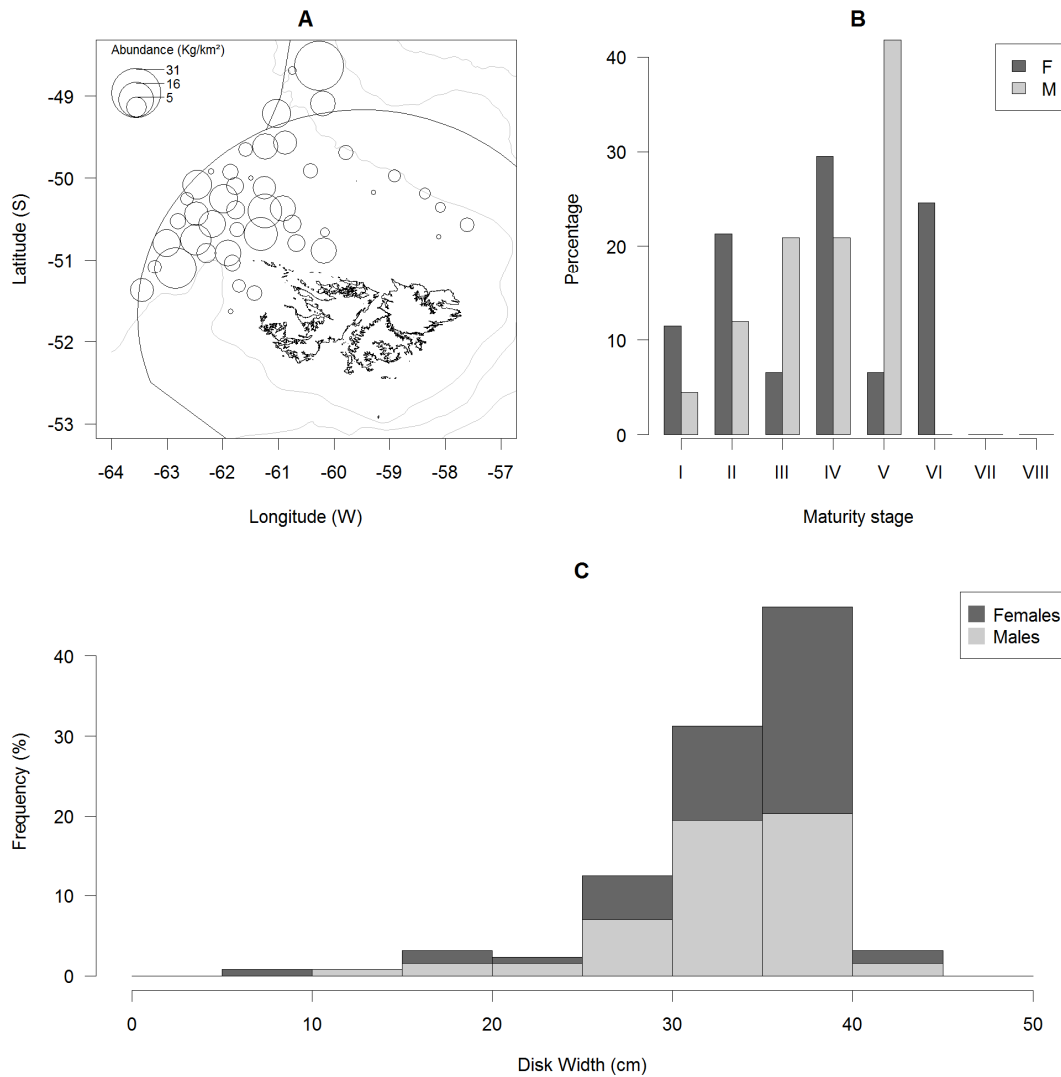 A
Abundance (Kg/km²)
31
16
5
Latitude (S)
-49
-50
-51
-52
-53
-64 -63 -62 -61 -60 -59 -58 -57
Longitude (W)
B
F
M
Percentage
40
30
20
10
0
I II III IV V VI VII VIII
Maturity stage
C
Females
Males
Frequency (%)
40
30
20
10
0
0 10 20 30 40 50
Disk Width (cm)